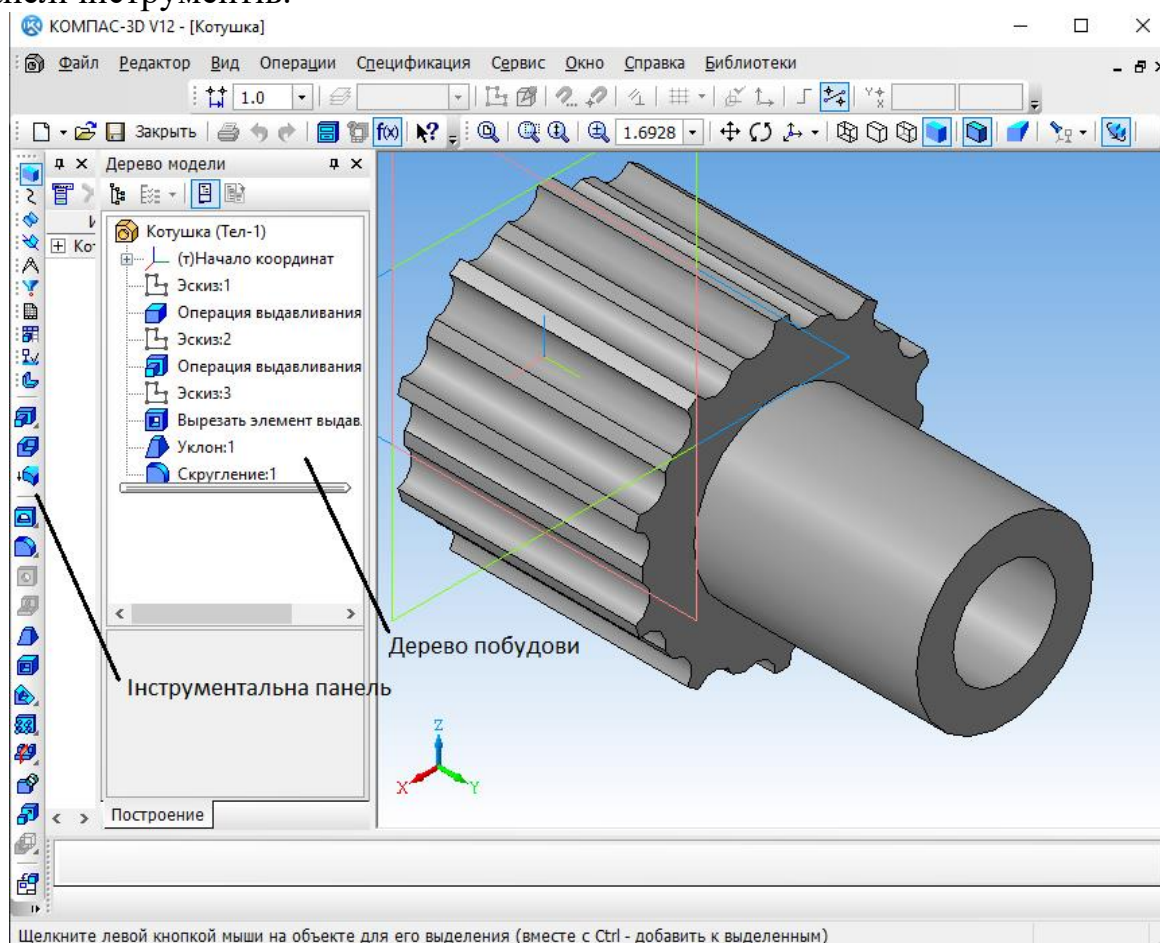 КОМПАС-3D V12 - [Котушка]
Файл Редактор Вид Операции Спецификация Сервис Окно Справка Библиотеки
1.0
Закрыть f(x) 1.6928
Дерево модели
Ко
Котушка (Тел-1)
(т)Начало координат
Эскиз:1
Операция выдавливания
Эскиз:2
Операция выдавливания
Эскиз:3
Вырезать элемент выдав
Уклон:1
Скругление:1
Дерево побудови
Інструментальна панель
Z
X Y
Построение
Щелкните левой кнопкой мыши на объекте для его выделения (вместе с Ctrl - добавить к выделенным)